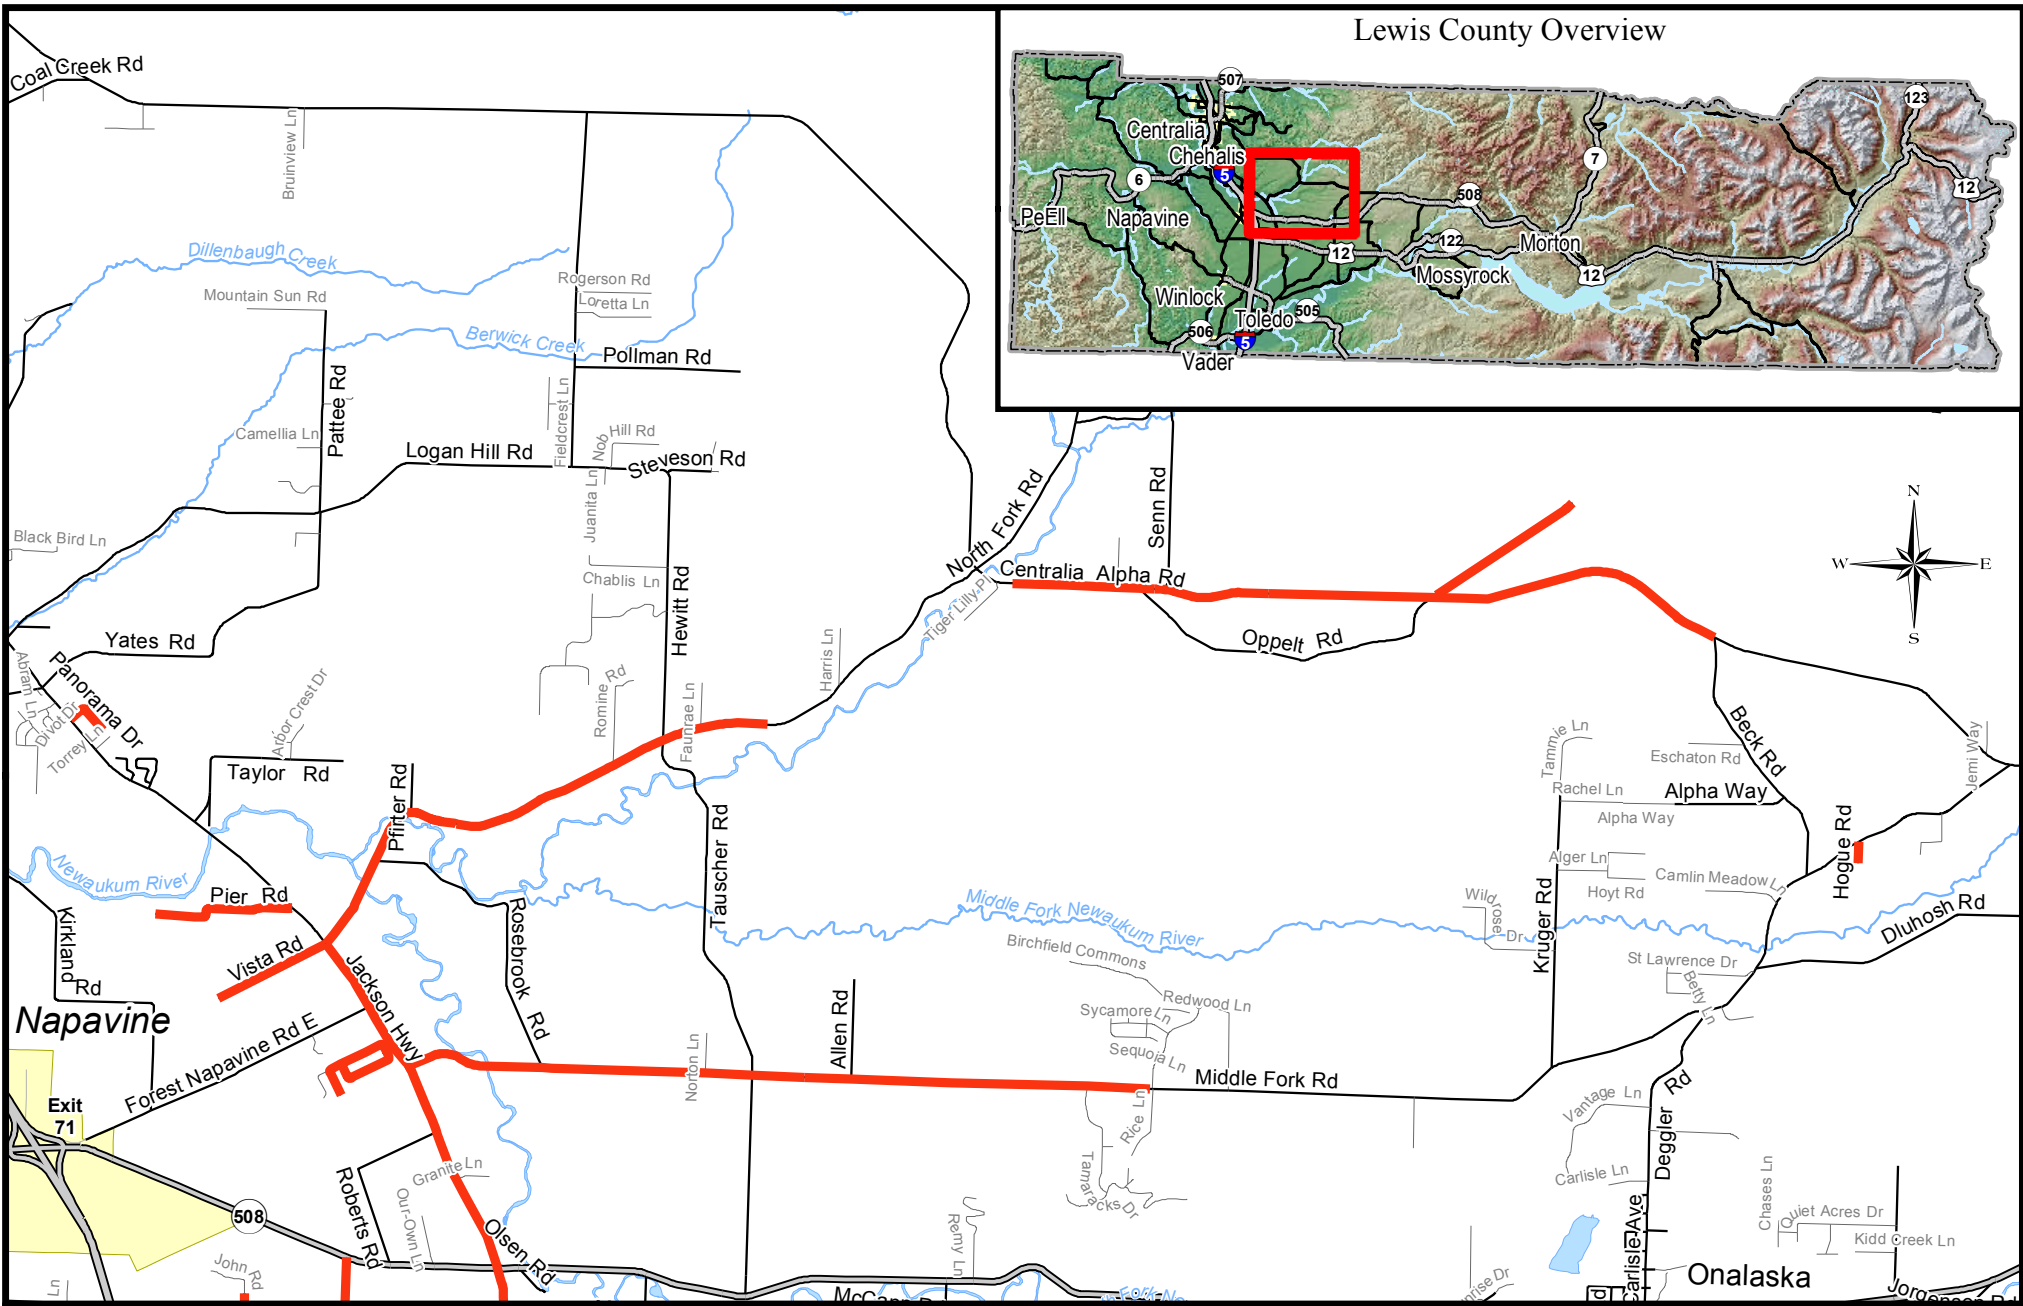 Lewis County Overview
507
123
Centralia
Chehalis
5
6
7
12
508
PeEll
Napavine
122
Morton
12
Mossyrock
12
Winlock
505
Toledo
506
5
Vader
Coal Creek Rd
Bruinview Ln
Dillenbaugh Creek
Rogerson Rd
Mountain Sun Rd
Loretta Ln
Berwick Creek
Pollman Rd
Pattee Rd
Fieldcrest Ln
Camellia Ln
Nob Hill Rd
Logan Hill Rd
Steveson Rd
Juanita Ln
North Fork Rd
Senn Rd
N
W
E
S
Black Bird Ln
Chablis Ln
Centralia Alpha Rd
Tiger Lilly Pl
Hewitt Rd
Yates Rd
Oppelt Rd
Harris Ln
Abram Ln
Panorama Dr
Divot Dr
Torrey Ln
Arbor Crest Dr
Romine Rd
Faunrae Ln
Taylor Rd
Beck Rd
Tammie Ln
Eschaton Rd
Jemi Way
Rachel Ln
Alpha Way
Alpha Way
Pfirter Rd
Tauscher Rd
Hogue Rd
Newaukum River
Alger Ln
Camlin Meadow Ln
Hoyt Rd
Pier Rd
Kirkland Rd
Rosebrook Rd
Middle Fork Newaukum River
Wildrose Dr
Kruger Rd
Dluhosh Rd
Vista Rd
Birchfield Commons
St Lawrence Dr
Betty Ln
Jackson Hwy
Redwood Ln
Allen Rd
Sycamore Ln
Napavine
Forest Napavine Rd E
Sequoia Ln
Norton Ln
Middle Fork Rd
Exit
71
Rice Ln
Vantage Ln
Deggler Rd
Granite Ln
Carlisle Ln
Tamaracks Dr
Roberts Rd
Our-Own Ln
Chases Ln
508
Remy Ln
Carlisle Ave
Quiet Acres Dr
Kidd Creek Ln
Olsen Rd
John Rd
Onalaska
Ln
Rd
Jorgensen Rd